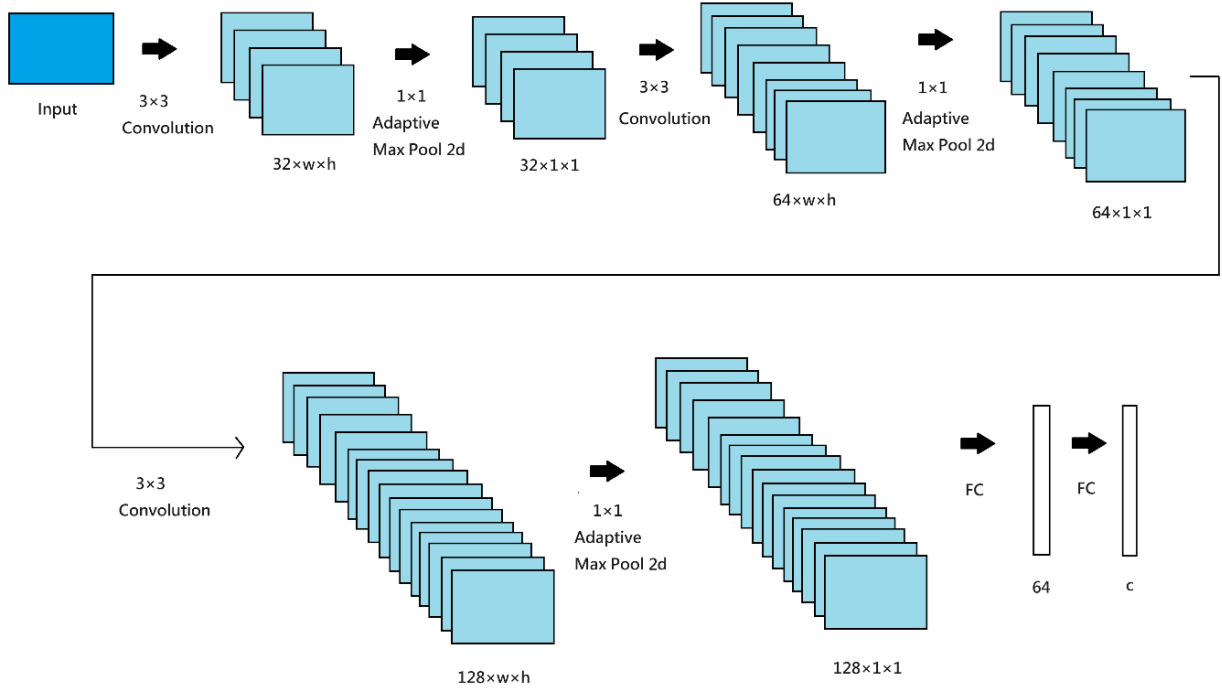 Input
3×3
Convolution
32×w×h
1×1
Adaptive
Max Pool 2d
32×1×1
3×3
Convolution
64×w×h
1×1
Adaptive
Max Pool 2d
64×1×1
3×3
Convolution
128×w×h
1×1
Adaptive
Max Pool 2d
128×1×1
FC
64
FC
c